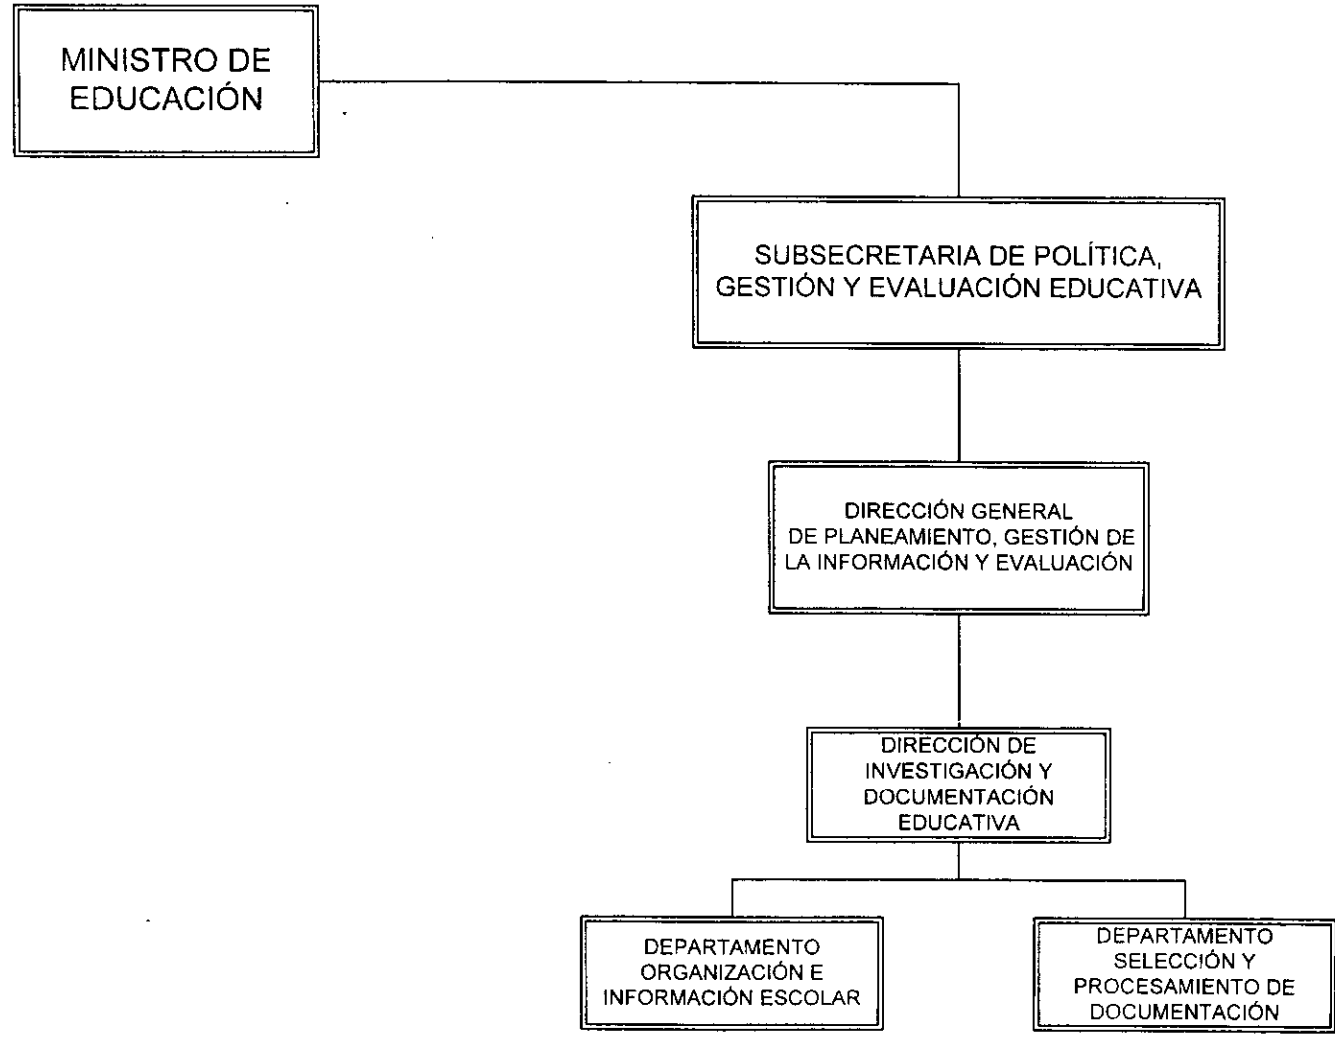 MINISTRO DE
EDUCACIÓN
SUBSECRETARIA DE POLÍTICA,
GESTIÓN Y EVALUACIÓN EDUCATIVA
DIRECCIÓN GENERAL
DE PLANEAMIENTO, GESTIÓN DE
LA INFORMACIÓN Y EVALUACIÓN
DIRECCIÓN DE
INVESTIGACIÓN Y
DOCUMENTACIÓN
EDUCATIVA
DEPARTAMENTO
ORGANIZACIÓN E
INFORMACIÓN ESCOLAR
DEPARTAMENTO
SELECCIÓN Y
PROCESAMIENTO DE
DOCUMENTACIÓN